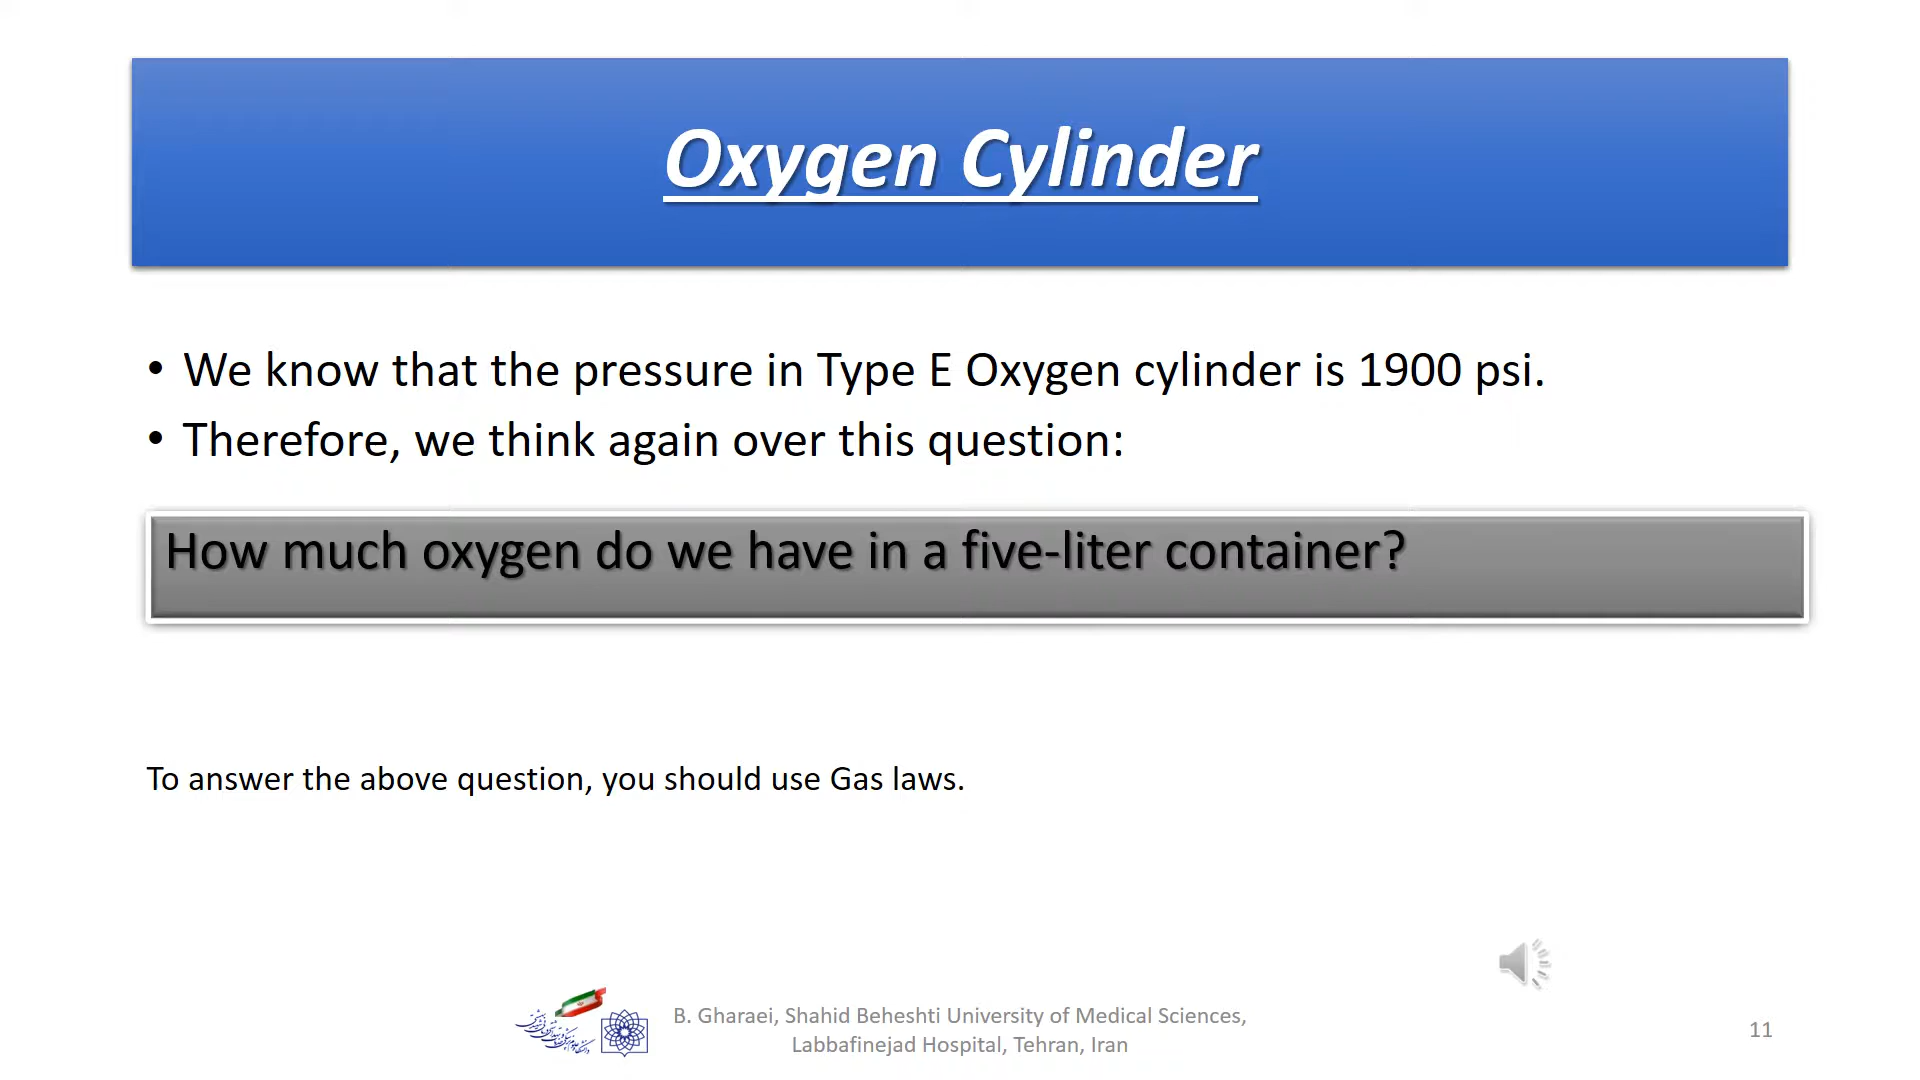 Oxygen Cylinder
• We know that the pressure in Type E Oxygen cylinder is 1900 psi.
• Therefore, we think again over this question:
How much oxygen do we have in a five-liter container?
To answer the above question, you should use Gas laws.
B. Gharaei, Shahid Beheshti University of Medical Sciences,
Labbafinejad Hospital, Tehran, Iran
11